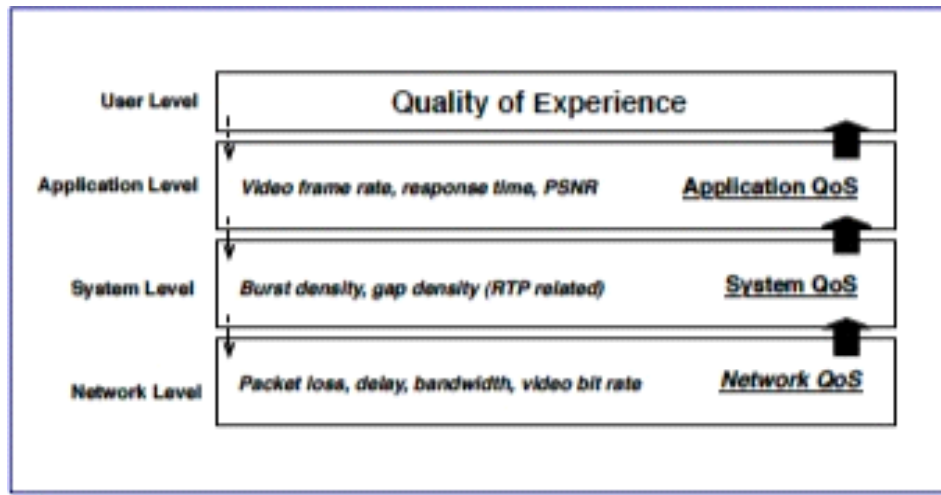 User Level
Quality of Experience
Application Level
Video frame rate, response time, PSNR
Application QoS
System Level
Burst density, gap density (RTP related)
System QoS
Network Level
Packet loss, delay, bandwidth, video bit rate
Network QoS